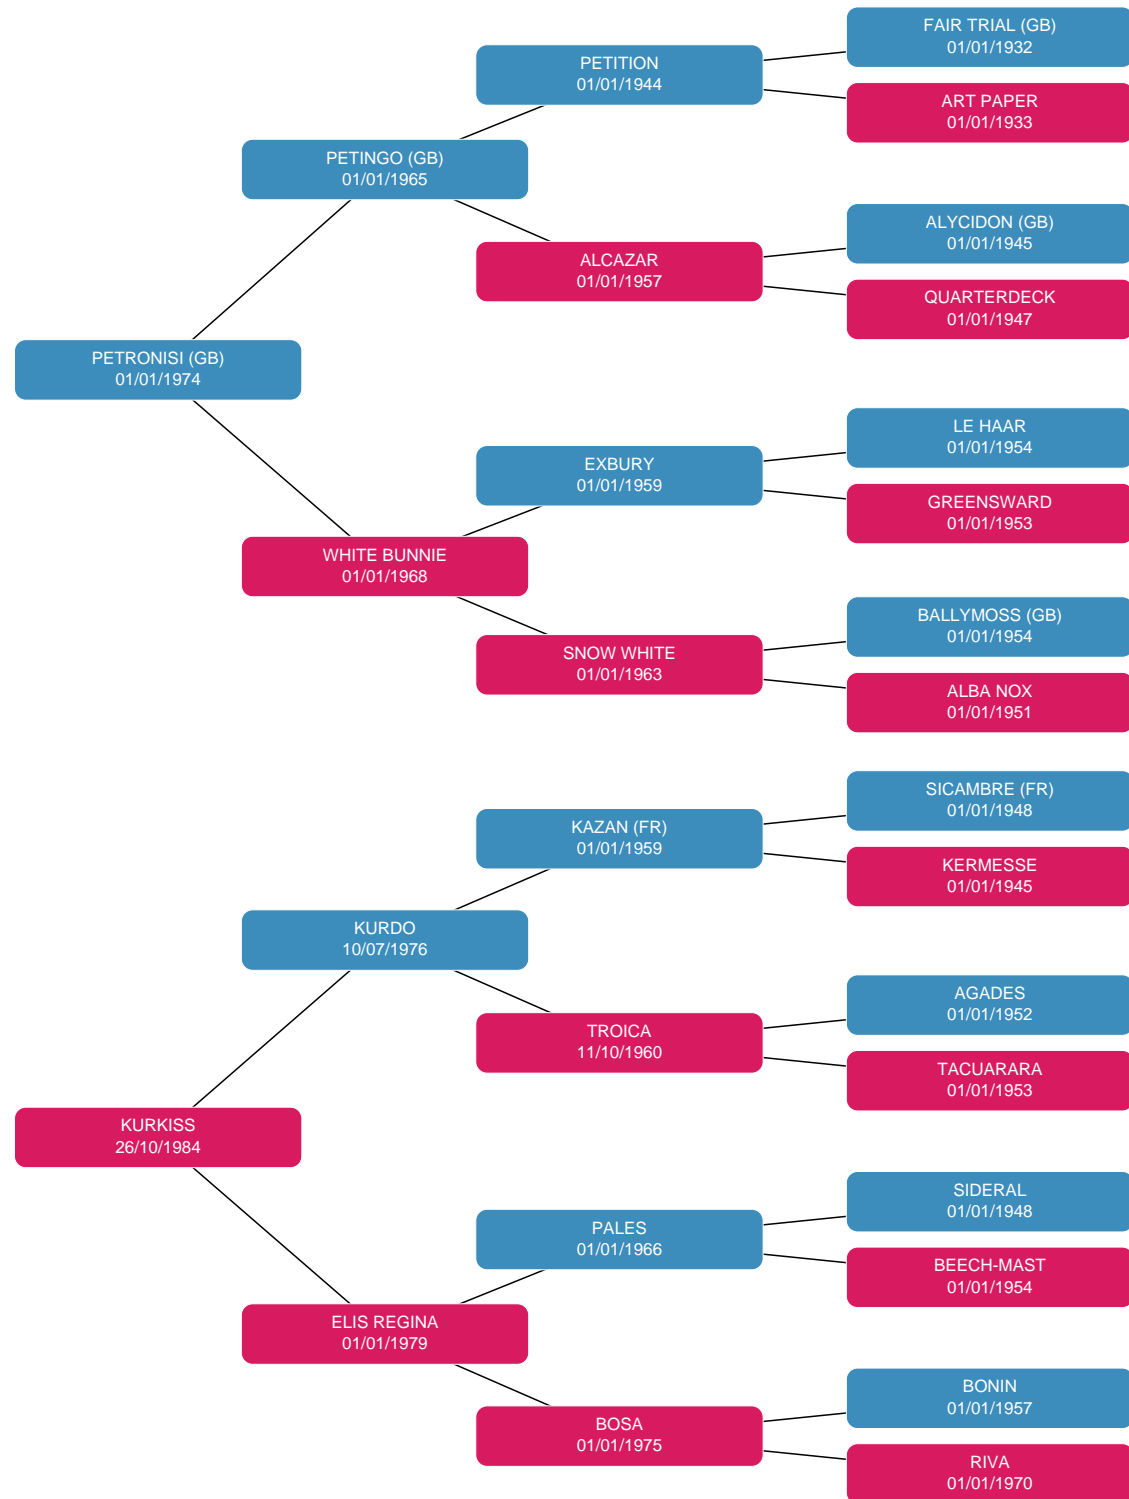 FAIR TRIAL (GB)
01/01/1932
PETITION
01/01/1944
ART PAPER
01/01/1933
PETINGO (GB)
01/01/1965
ALYCIDON (GB)
01/01/1945
ALCAZAR
01/01/1957
QUARTERDECK
01/01/1947
PETRONISI (GB)
01/01/1974
LE HAAR
01/01/1954
EXBURY
01/01/1959
GREENSWARD
01/01/1953
WHITE BUNNIE
01/01/1968
BALLYMOSS (GB)
01/01/1954
SNOW WHITE
01/01/1963
ALBA NOX
01/01/1951
SICAMBRE (FR)
01/01/1948
KAZAN (FR)
01/01/1959
KERMESSE
01/01/1945
KURDO
10/07/1976
AGADES
01/01/1952
TROICA
11/10/1960
TACUARARA
01/01/1953
KURKISS
26/10/1984
SIDERAL
01/01/1948
PALES
01/01/1966
BEECH-MAST
01/01/1954
ELIS REGINA
01/01/1979
BONIN
01/01/1957
BOSA
01/01/1975
RIVA
01/01/1970